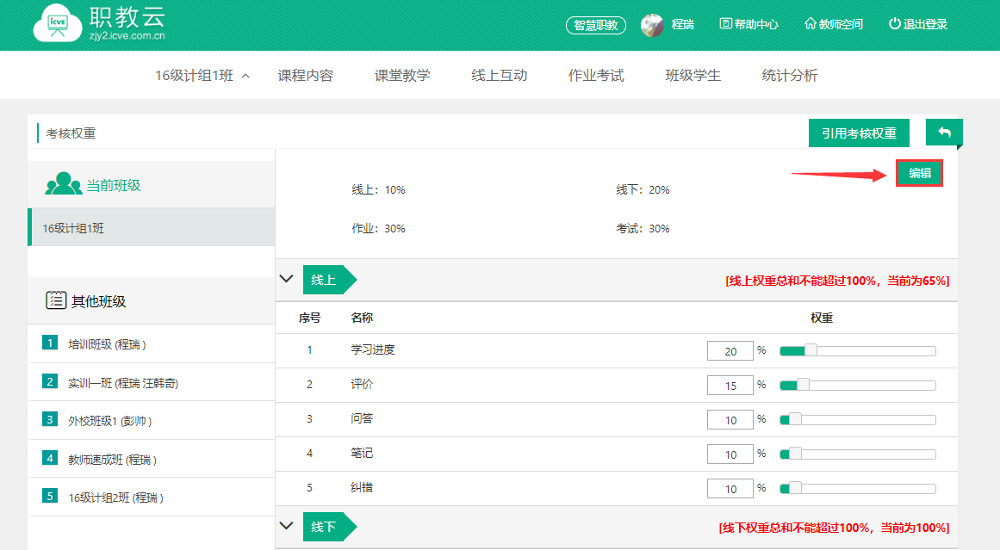 职教云
icve
zjy2.icve.com.cn
智慧职教 程瑞 帮助中心 教师空间 退出登录
16级计组1班 课程内容 课堂教学 线上互动 作业考试 班级学生 统计分析
考核权重 引用考核权重
当前班级
16级计组1班
其他班级
1 培训班级 (程瑞 )
2 实训一班 (程瑞 汪韩奇)
3 外校班级1 (彭帅 )
4 教师速成班 (程瑞 )
5 16级计组2班 (程瑞 )
编辑
线上：10% 线下：20%
作业：30% 考试：30%
线上 [线上权重总和不能超过100%，当前为65%]
序号 名称 权重
1 学习进度 20 %
2 评价 15 %
3 问答 10 %
4 笔记 10 %
5 纠错 10 %
线下 [线下权重总和不能超过100%，当前为100%]